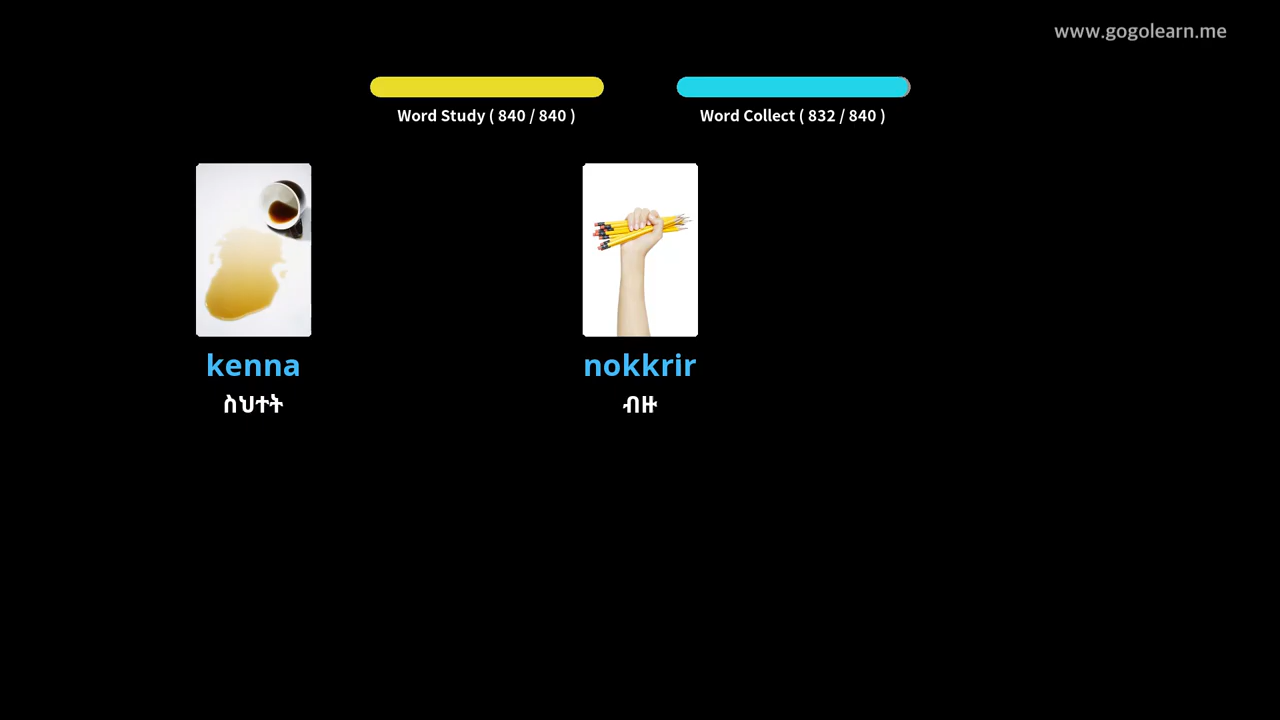 www.gogolearn.me
Word Study ( 840 / 840 )
Word Collect ( 832 / 840 )
kenna
nokkrir
ስህተት
ብዙ